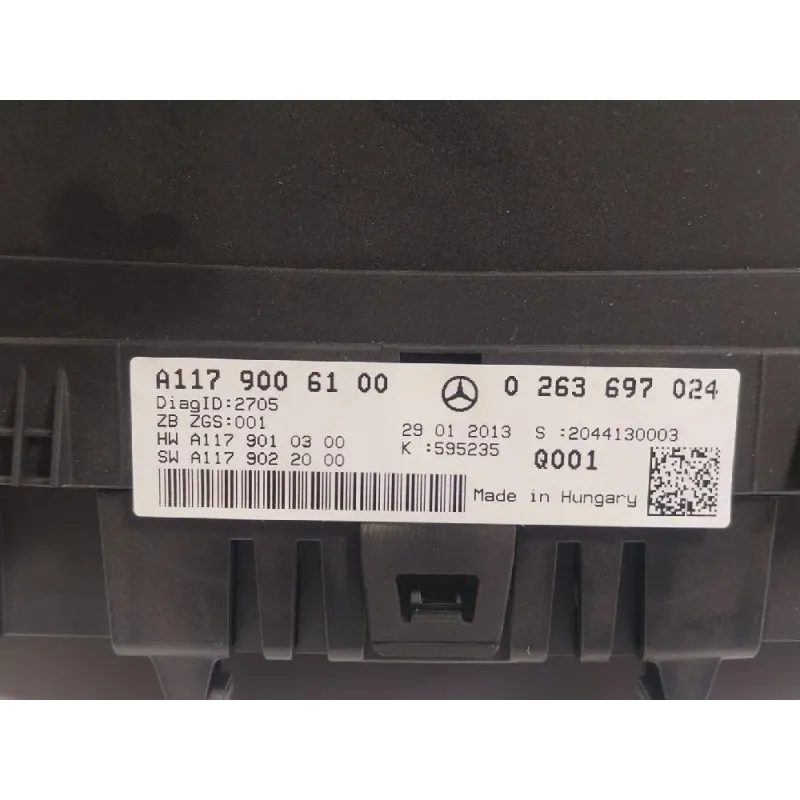 A117 900 61 00 0 263 697 024
DiagID:2705
ZB ZGS:001
HW A117 901 03 00
SW A117 902 20 00
29 01 2013 S :2044130003
K :595235 Q001
Made in Hungary